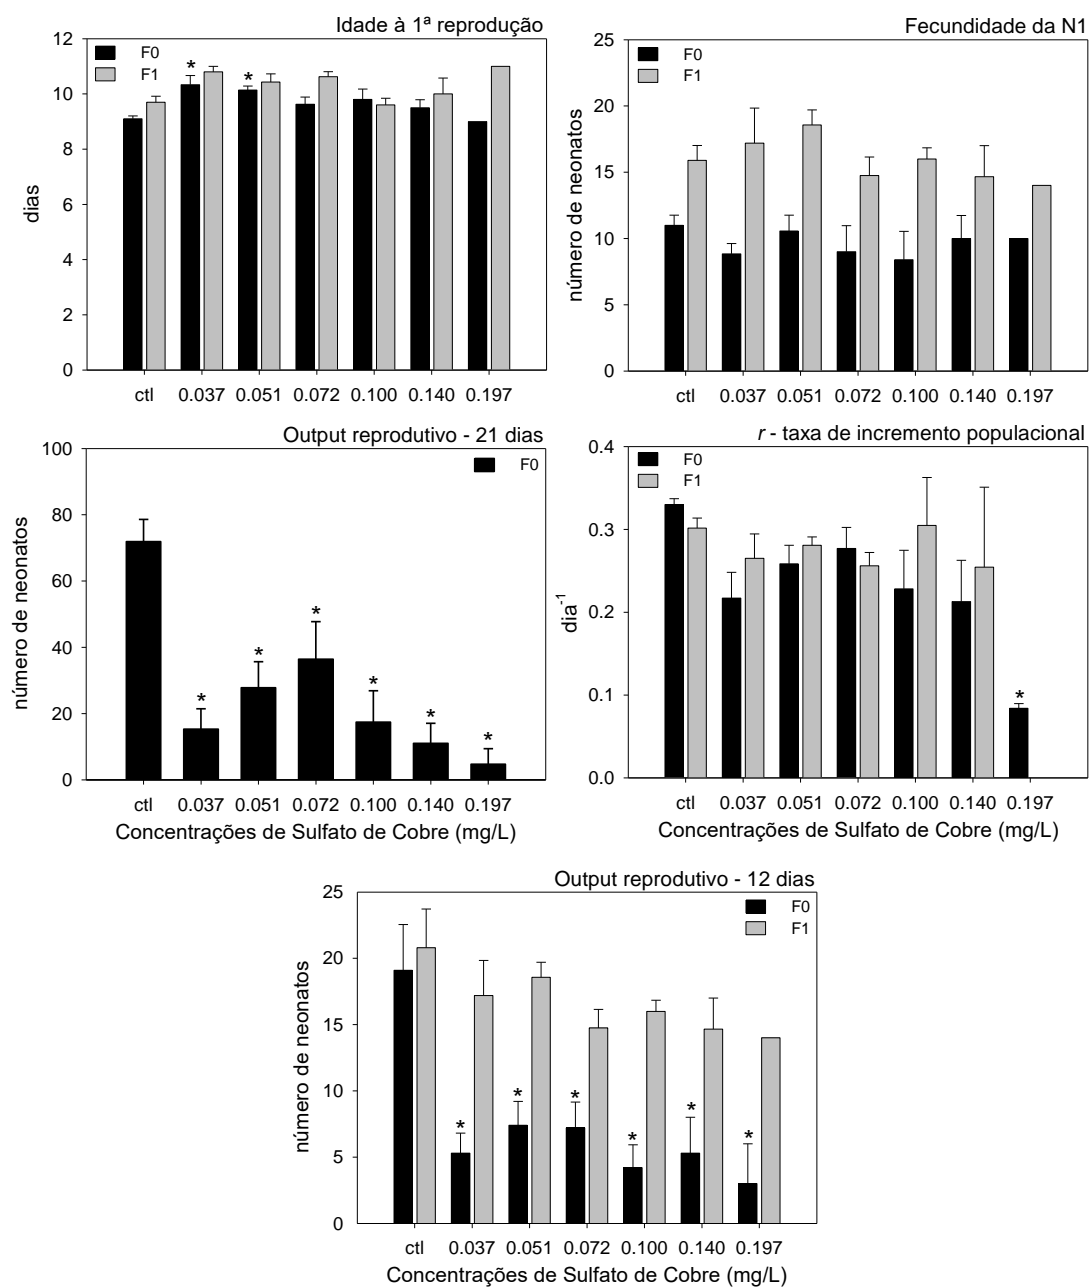 Idade à 1ª reprodução
12
10
8
6
4
2
0
dias
F0
F1
*
*
ctl 0.037 0.051 0.072 0.100 0.140 0.197
Fecundidade da N1
25
20
15
10
5
0
número de neonatos
F0
F1
ctl 0.037 0.051 0.072 0.100 0.140 0.197
Output reprodutivo - 21 dias
100
80
60
40
20
0
número de neonatos
F0
*
*
*
*
*
*
ctl 0.037 0.051 0.072 0.100 0.140 0.197
Concentrações de Sulfato de Cobre (mg/L)
r - taxa de incremento populacional
0.4
0.3
0.2
0.1
0.0
dia⁻¹
F0
F1
*
ctl 0.037 0.051 0.072 0.100 0.140 0.197
Concentrações de Sulfato de Cobre (mg/L)
Output reprodutivo - 12 dias
25
20
15
10
5
0
número de neonatos
F0
F1
*
*
*
*
*
*
ctl 0.037 0.051 0.072 0.100 0.140 0.197
Concentrações de Sulfato de Cobre (mg/L)